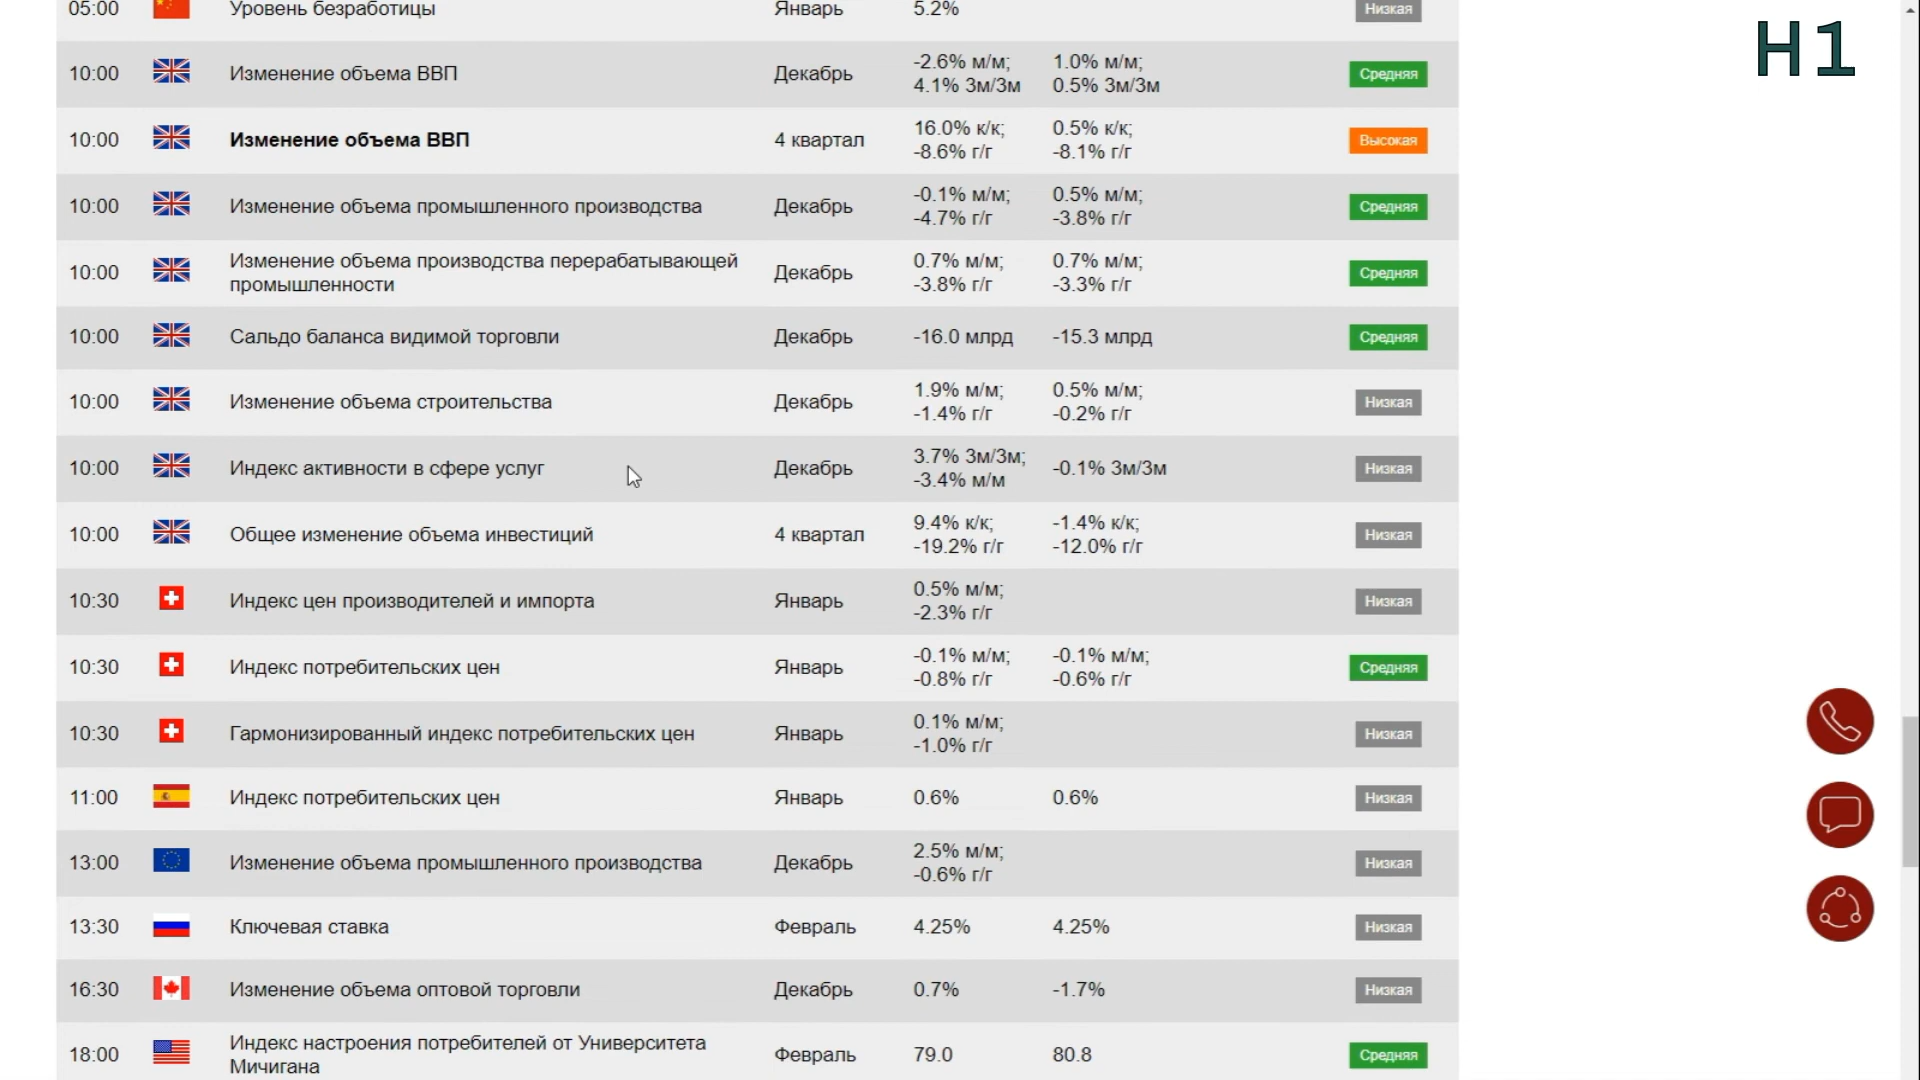 05:00 Уровень безработицы Январь 5.2% Низкая
H1
10:00 Изменение объема ВВП Декабрь -2.6% м/м; 1.0% м/м; Средняя
4.1% 3м/3м 0.5% 3м/3м
10:00 Изменение объема ВВП 4 квартал 16.0% к/к; 0.5% к/к; Высокая
-8.6% г/г -8.1% г/г
10:00 Изменение объема промышленного производства Декабрь -0.1% м/м; 0.5% м/м; Средняя
-4.7% г/г -3.8% г/г
10:00 Изменение объема производства перерабатывающей Декабрь 0.7% м/м; 0.7% м/м; Средняя
промышленности -3.8% г/г -3.3% г/г
10:00 Сальдо баланса видимой торговли Декабрь -16.0 млрд -15.3 млрд Средняя
10:00 Изменение объема строительства Декабрь 1.9% м/м; 0.5% м/м; Низкая
-1.4% г/г -0.2% г/г
10:00 Индекс активности в сфере услуг Декабрь 3.7% 3м/3м; -0.1% 3м/3м Низкая
-3.4% м/м
10:00 Общее изменение объема инвестиций 4 квартал 9.4% к/к; -1.4% к/к; Низкая
-19.2% г/г -12.0% г/г
10:30 Индекс цен производителей и импорта Январь 0.5% м/м; Низкая
-2.3% г/г
10:30 Индекс потребительских цен Январь -0.1% м/м; -0.1% м/м; Средняя
-0.8% г/г -0.6% г/г
10:30 Гармонизированный индекс потребительских цен Январь 0.1% м/м; Низкая
-1.0% г/г
11:00 Индекс потребительских цен Январь 0.6% 0.6% Низкая
13:00 Изменение объема промышленного производства Декабрь 2.5% м/м; Низкая
-0.6% г/г
13:30 Ключевая ставка Февраль 4.25% 4.25% Низкая
16:30 Изменение объема оптовой торговли Декабрь 0.7% -1.7% Низкая
18:00 Индекс настроения потребителей от Университета Февраль 79.0 80.8 Средняя
Мичигана